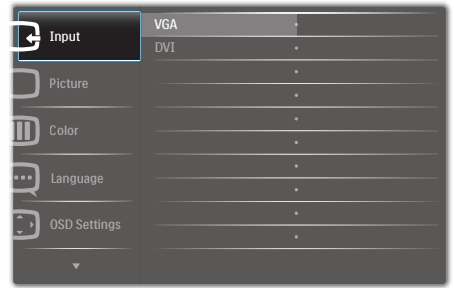 Input
VGA
DVI
Picture
Color
Language
OSD Settings